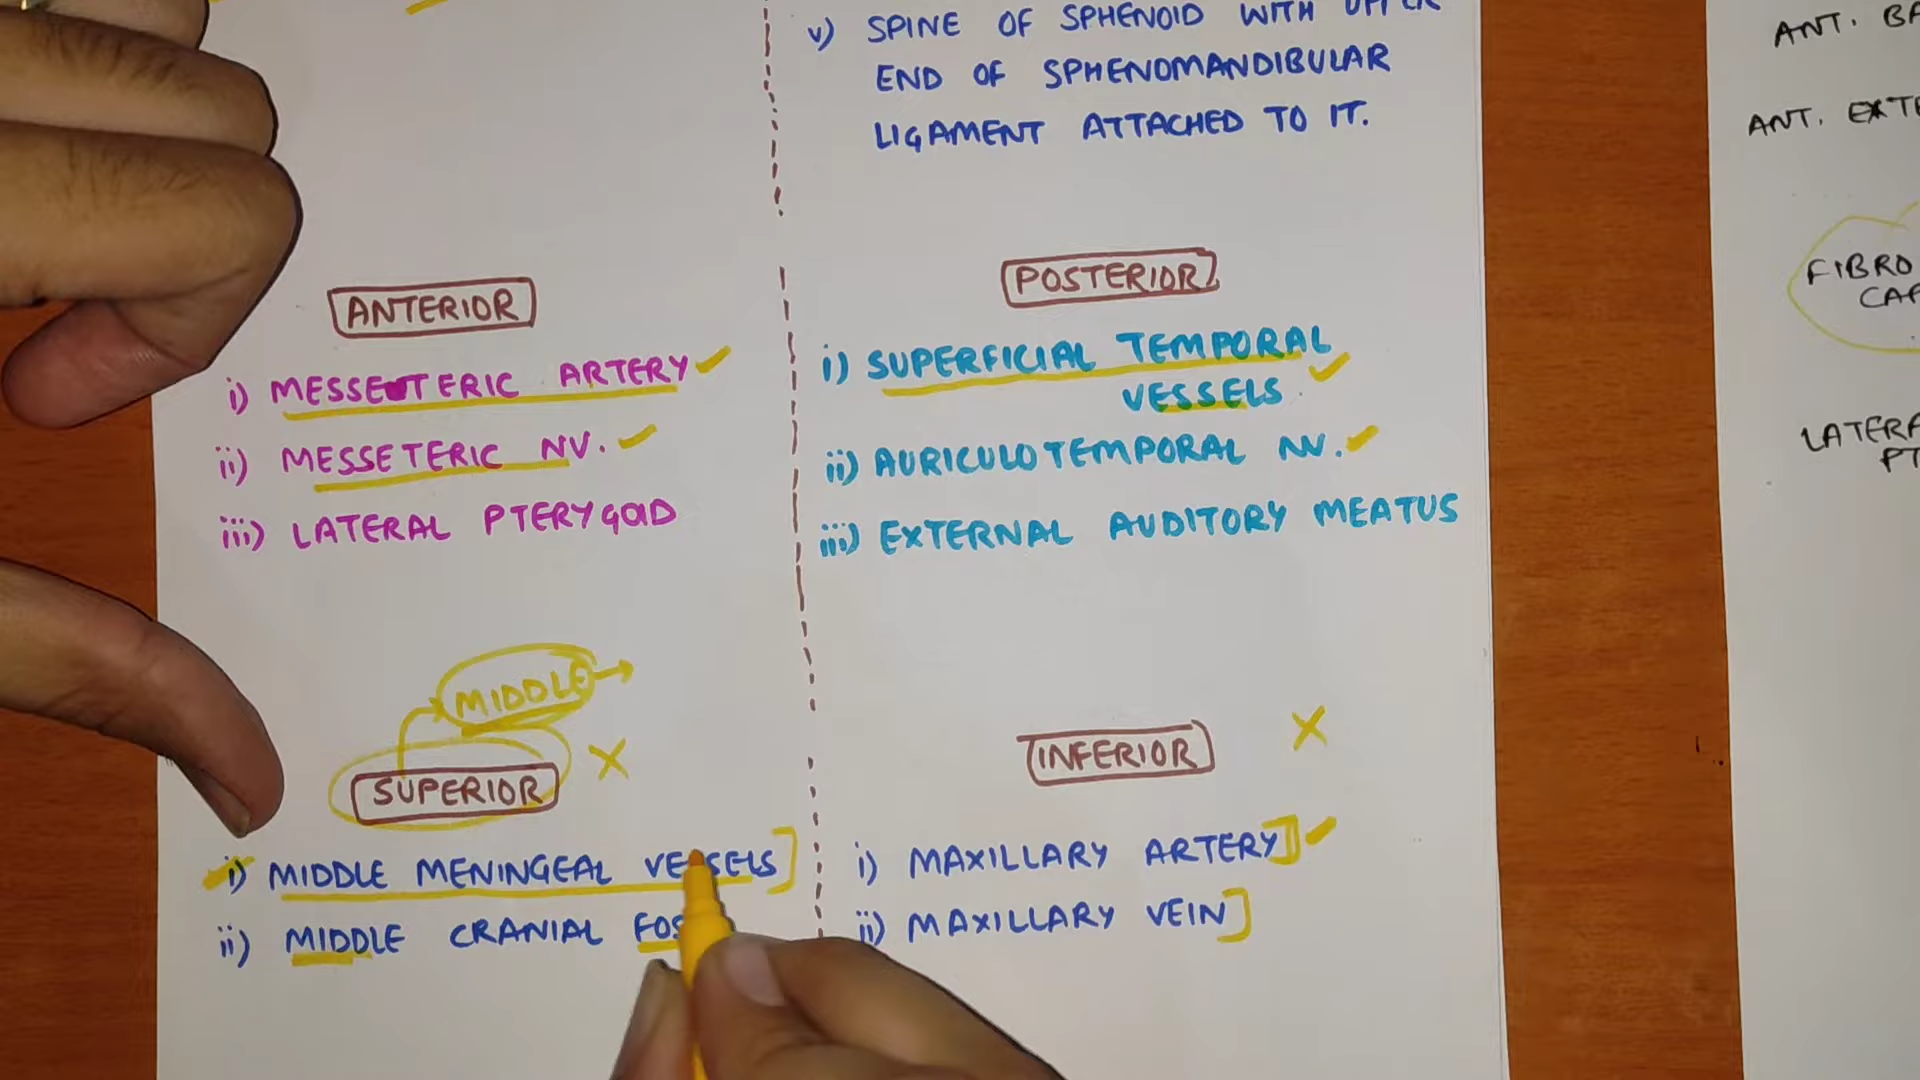 v) SPINE OF SPHENOID WITH UPPER
END OF SPHENOMANDIBULAR
LIGAMENT ATTACHED TO IT.
ANTERIOR
i) MESSETERIC ARTERY
ii) MESSETERIC NV.
iii) LATERAL PTERYGOID
POSTERIOR
i) SUPERFICIAL TEMPORAL
VESSELS
ii) AURICULOTEMPORAL NV.
iii) EXTERNAL AUDITORY MEATUS
MIDDLE
SUPERIOR X
i) MIDDLE MENINGEAL VESSELS
ii) MIDDLE CRANIAL
INFERIOR X
i) MAXILLARY ARTERY
ii) MAXILLARY VEIN
ANT.
ANT.
FIBRO